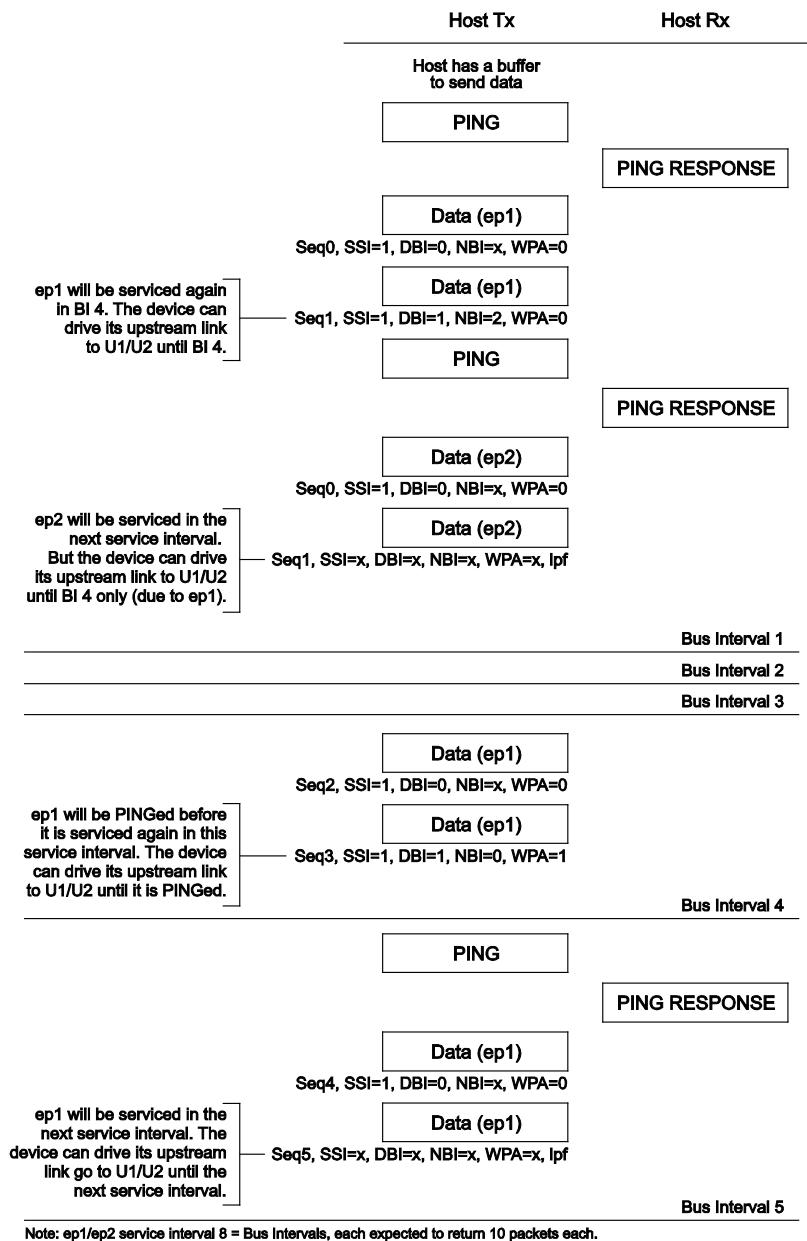 Host Tx
Host Rx
Host has a buffer
to send data
PING
PING RESPONSE
Data (ep1)
Seq0, SSI=1, DBI=0, NBI=x, WPA=0
ep1 will be serviced again
in BI 4. The device can
drive its upstream link
to U1/U2 until BI 4.
Data (ep1)
Seq1, SSI=1, DBI=1, NBI=2, WPA=0
PING
PING RESPONSE
Data (ep2)
Seq0, SSI=1, DBI=0, NBI=x, WPA=0
ep2 will be serviced in the
next service interval.
But the device can drive
its upstream link to U1/U2
until BI 4 only (due to ep1).
Data (ep2)
Seq1, SSI=x, DBI=x, NBI=x, WPA=x, lpf
Bus Interval 1
Bus Interval 2
Bus Interval 3
Data (ep1)
Seq2, SSI=1, DBI=0, NBI=x, WPA=0
ep1 will be PINGed before
it is serviced again in this
service interval. The device
can drive its upstream link
to U1/U2 until it is PINGed.
Data (ep1)
Seq3, SSI=1, DBI=1, NBI=0, WPA=1
Bus Interval 4
PING
PING RESPONSE
Data (ep1)
Seq4, SSI=1, DBI=0, NBI=x, WPA=0
ep1 will be serviced in the
next service interval. The
device can drive its upstream
link go to U1/U2 until the
next service interval.
Data (ep1)
Seq5, SSI=x, DBI=x, NBI=x, WPA=x, lpf
Bus Interval 5
Note: ep1/ep2 service interval 8 = Bus Intervals, each expected to return 10 packets each.